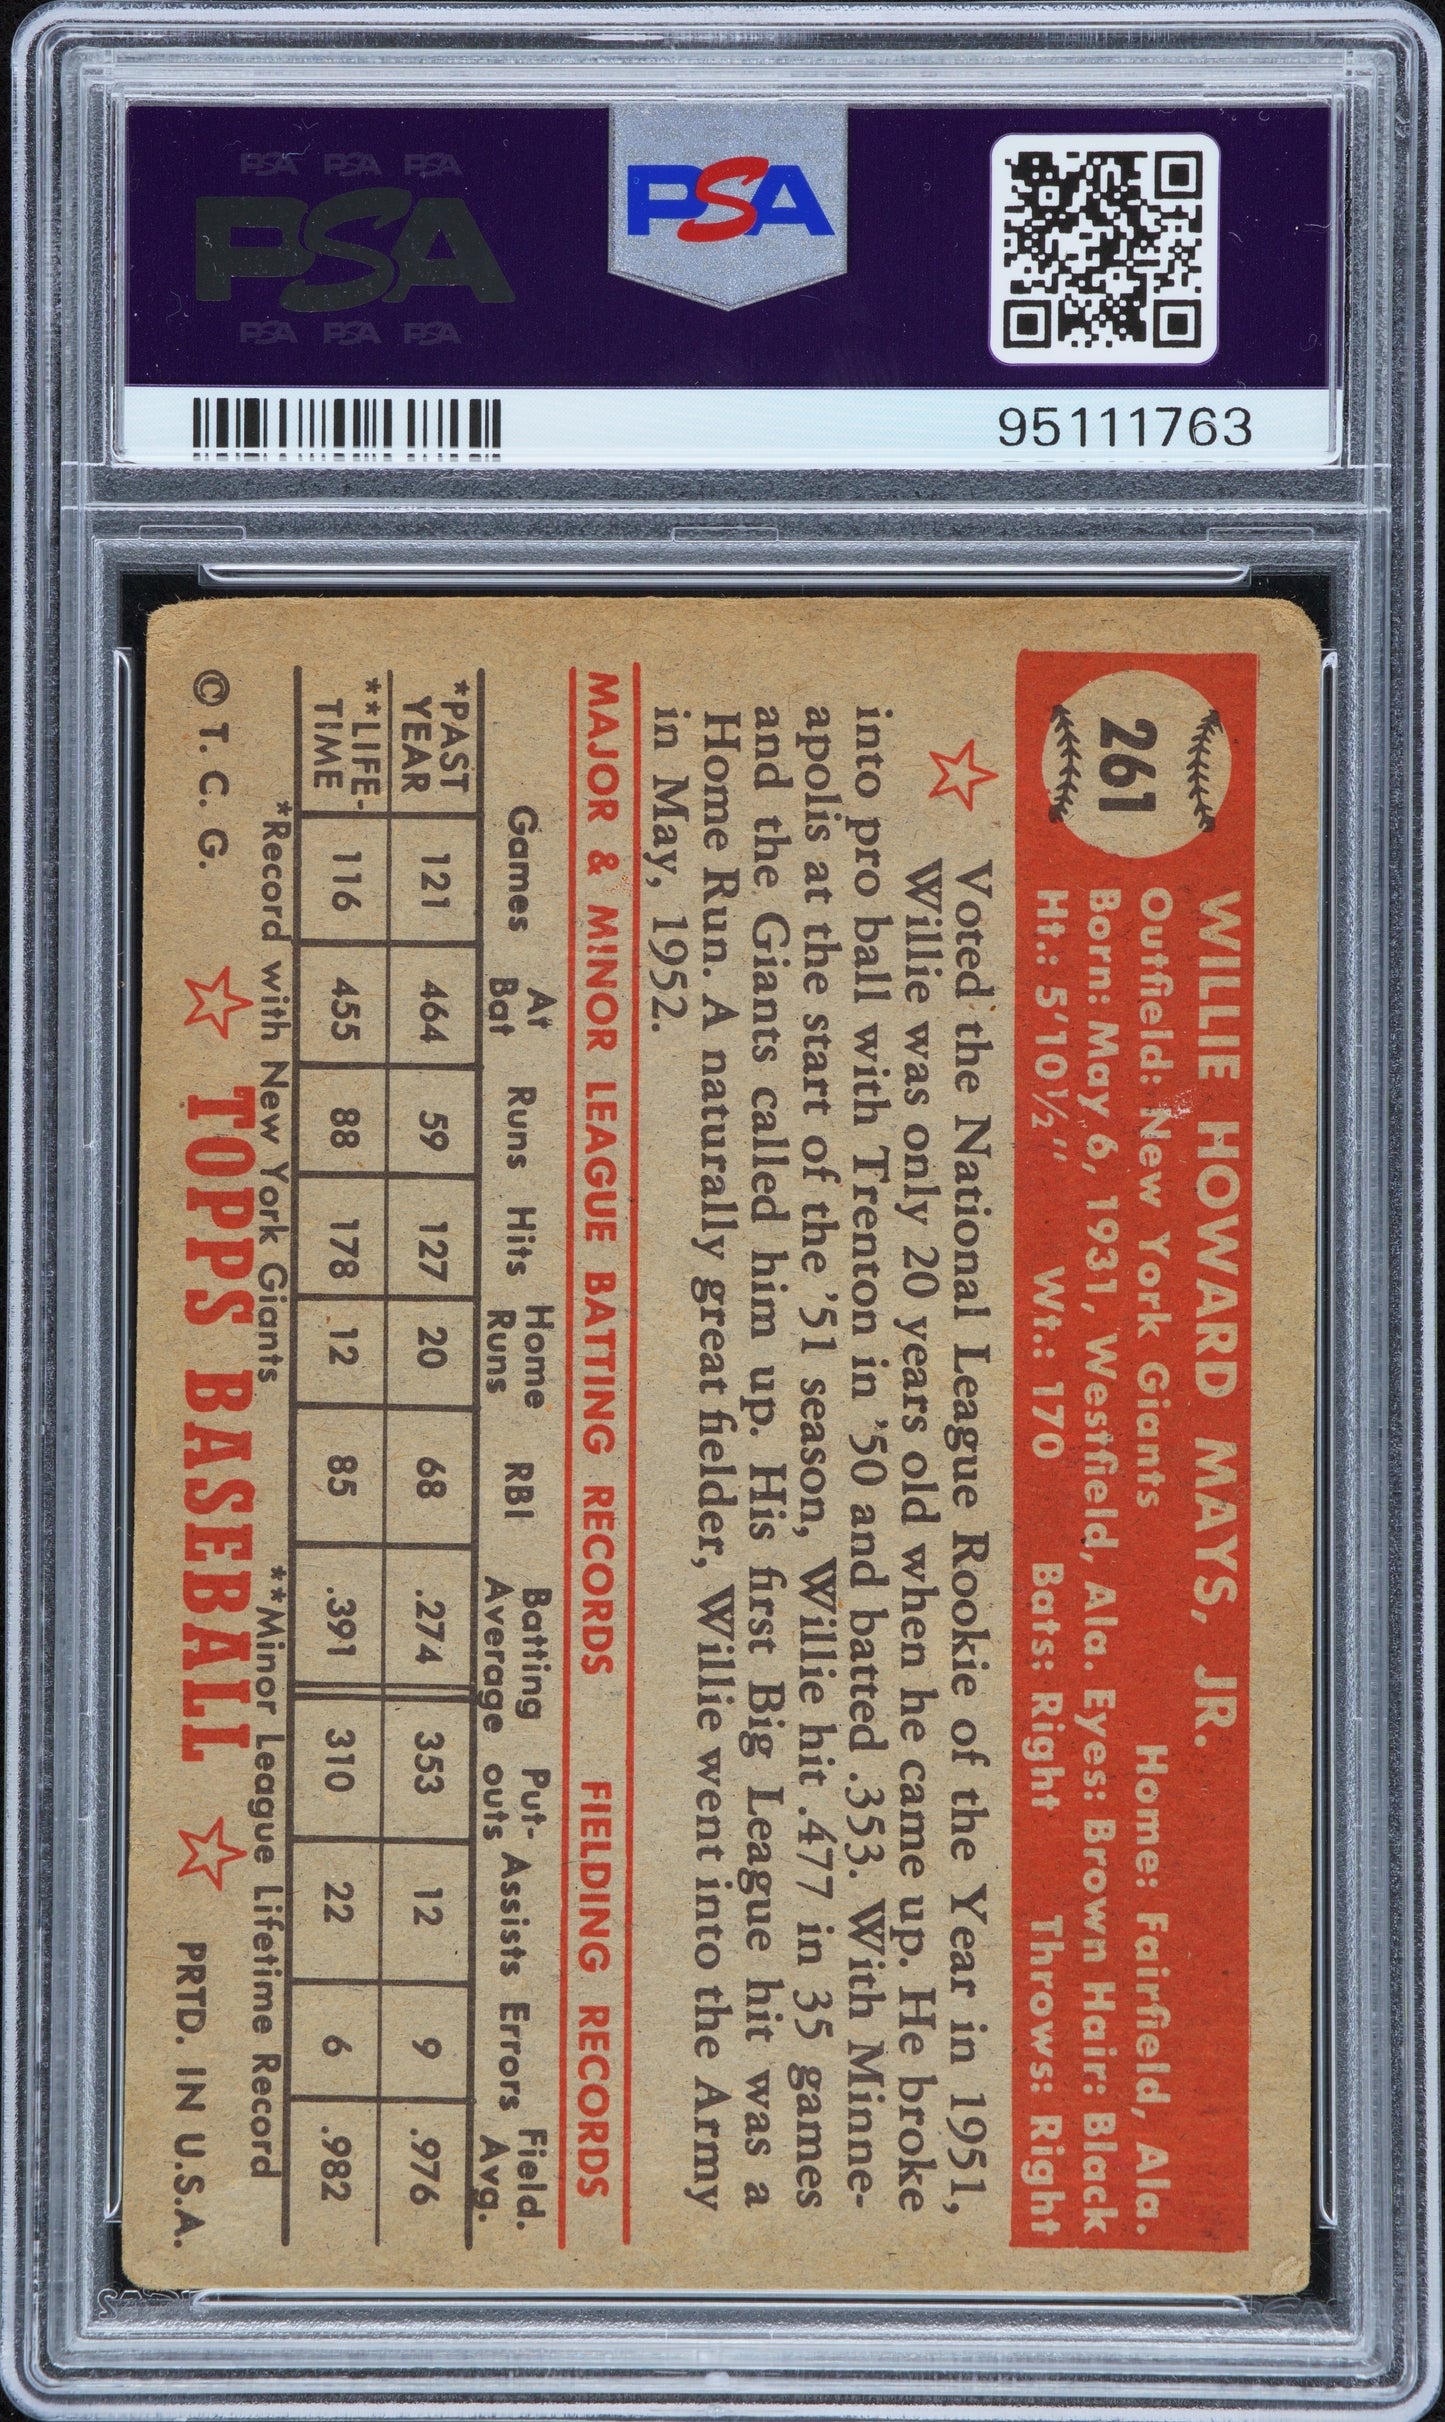 PSA PSA PSA
PSA
PSA PSA PSA
PSA
95111763
261
WILLIE HOWARD MAYS, JR.
Outfield: New York Giants Home: Fairfield, Ala.
Born: May 6, 1931, Westfield, Ala. Eyes: Brown Hair: Black
Ht.: 5'10½" Wt.: 170 Bats: Right Throws: Right
Voted the National League Rookie of the Year in 1951,
Willie was only 20 years old when he came up. He broke
into pro ball with Trenton in '50 and batted .353. With Minne-
apolis at the start of the '51 season, Willie hit .477 in 35 games
and the Giants called him up. His first Big League hit was a
Home Run. A naturally great fielder, Willie went into the Army
in May, 1952.
MAJOR & MINOR LEAGUE BATTING RECORDS FIELDING RECORDS
Games At Bat Runs Hits Home Runs RBI Batting Average Put-outs Assists Errors Field. Avg.
*PAST YEAR 121 464 59 127 20 68 .274 353 12 9 .976
**LIFE-TIME 116 455 88 178 12 85 .391 310 22 6 .982
*Record with New York Giants **Minor League Lifetime Record
© T. C. G. TOPPS BASEBALL PRTD. IN U.S.A.